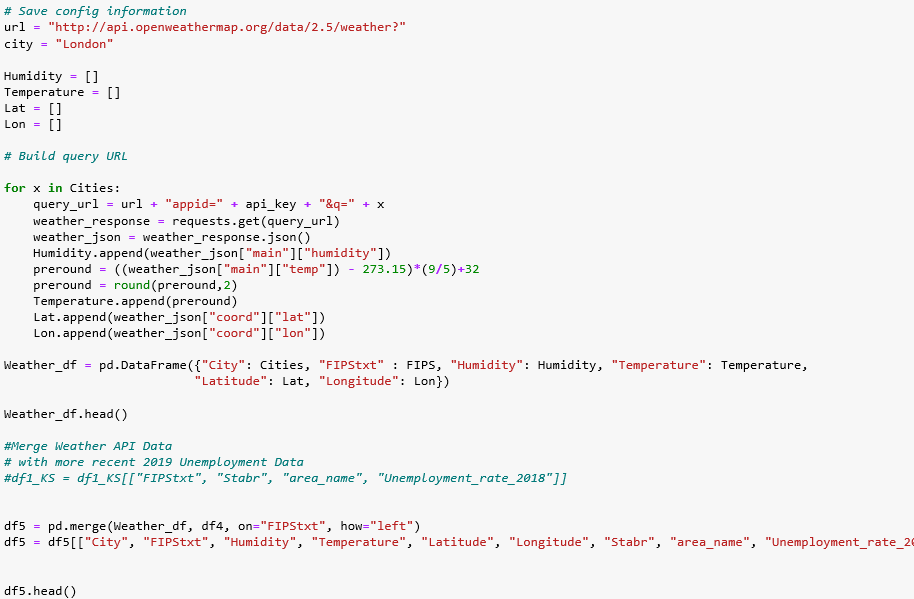 # Save config information
url = "http://api.openweathermap.org/data/2.5/weather?"
city = "London"
Humidity = []
Temperature = []
Lat = []
Lon = []
# Build query URL
for x in Cities:
    query_url = url + "appid=" + api_key + "&q=" + x
    weather_response = requests.get(query_url)
    weather_json = weather_response.json()
    Humidity.append(weather_json["main"]["humidity"])
    preround = ((weather_json["main"]["temp"]) - 273.15)*(9/5)+32
    preround = round(preround,2)
    Temperature.append(preround)
    Lat.append(weather_json["coord"]["lat"])
    Lon.append(weather_json["coord"]["lon"])
Weather_df = pd.DataFrame({"City": Cities, "FIPStxt" : FIPS, "Humidity": Humidity, "Temperature": Temperature,
                          "Latitude": Lat, "Longitude": Lon})
Weather_df.head()
#Merge Weather API Data
# with more recent 2019 Unemployment Data
#df1_KS = df1_KS[["FIPStxt", "Stabr", "area_name", "Unemployment_rate_2018"]]
df5 = pd.merge(Weather_df, df4, on="FIPStxt", how="left")
df5 = df5[["City", "FIPStxt", "Humidity", "Temperature", "Latitude", "Longitude", "Stabr", "area_name",
df5.head()